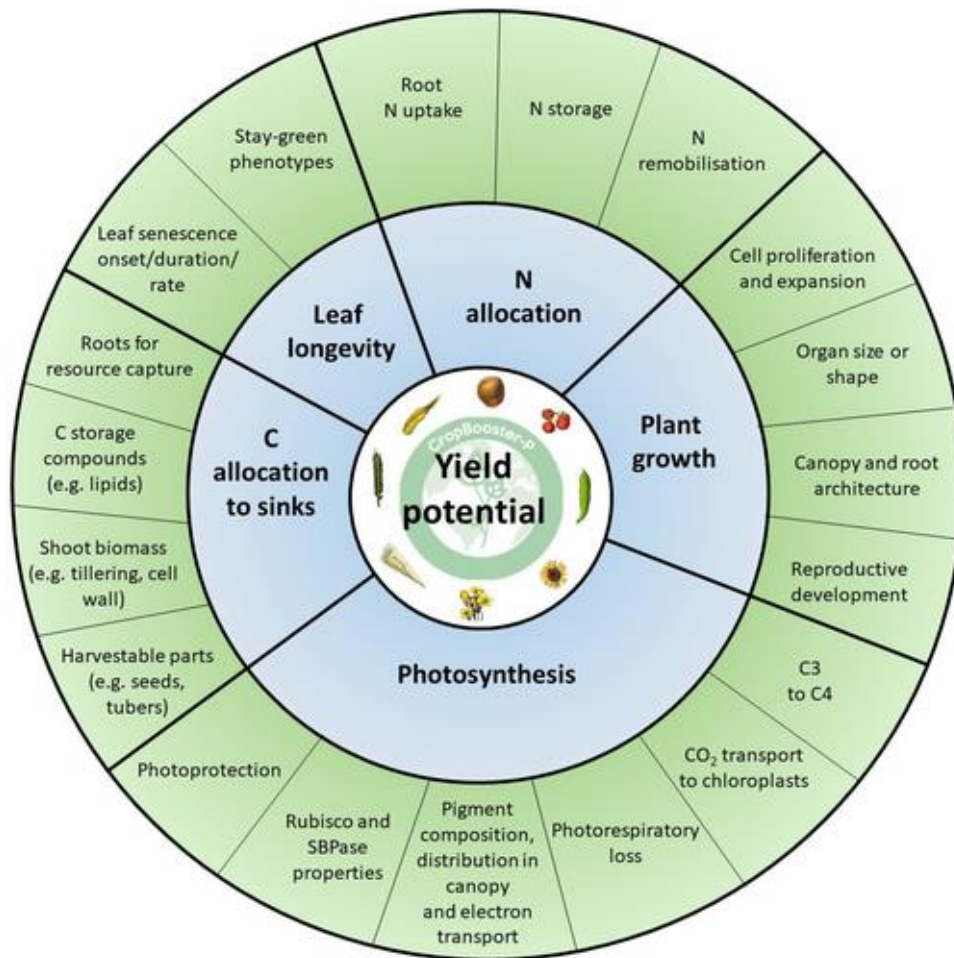 Root
N uptake
N storage
N
remobilisation
Stay-green
phenotypes
Leaf senescence
onset/duration/
rate
Cell proliferation
and expansion
Organ size or
shape
Canopy and root
architecture
Reproductive
development
C3
to C4
CO₂ transport
to chloroplasts
Photorespiratory
loss
Pigment
composition,
distribution in
canopy
and electron
transport
Rubisco and
SBPase
properties
Photoprotection
Harvestable parts
(e.g. seeds,
tubers)
Shoot biomass
(e.g. tillering, cell
wall)
C storage
compounds
(e.g. lipids)
Roots for
resource capture
N
allocation
Leaf
longevity
Plant
growth
C
allocation
to sinks
Photosynthesis
CropBooster-P
Yield
potential